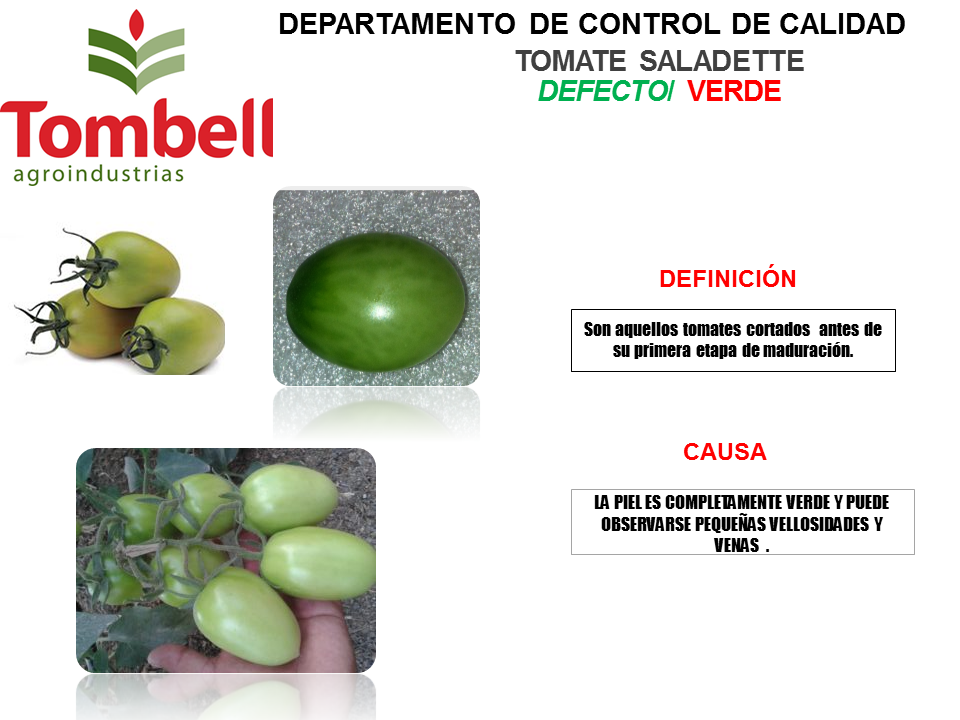 DEPARTAMENTO DE CONTROL DE CALIDAD
TOMATE SALADETTE
DEFECTO/ VERDE
Tombell
agroindustrias
DEFINICIÓN
Son aquellos tomates cortados antes de
su primera etapa de maduración.
CAUSA
LA PIEL ES COMPLETAMENTE VERDE Y PUEDE
OBSERVARSE PEQUEÑAS VELLOSIDADES Y
VENAS .